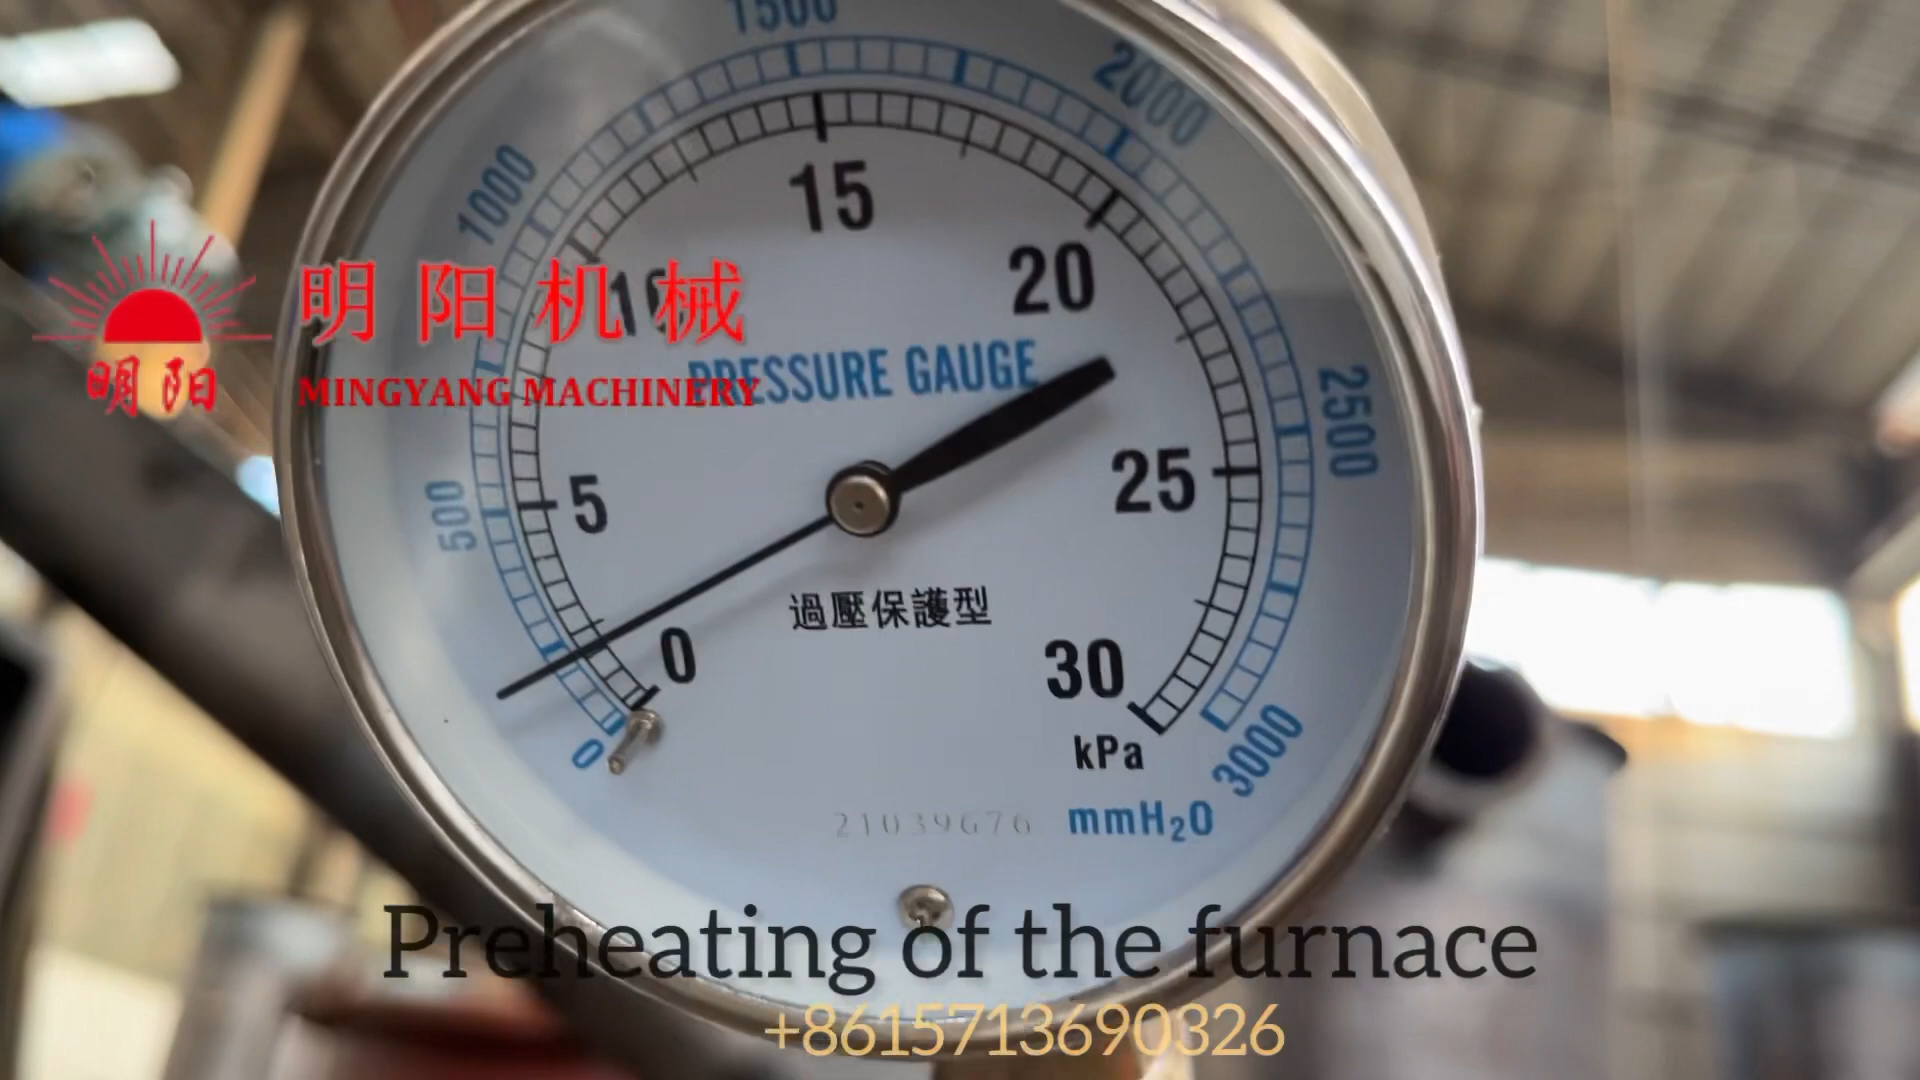 1500
2000
1000
15
20
10
明阳机械
明阳
MINGYANG MACHINERY
PRESSURE GAUGE
2500
25
500
5
過壓保護型
0
30
kPa
0
3000
21039676
mmH₂O
Preheating of the furnace
+8615713690326